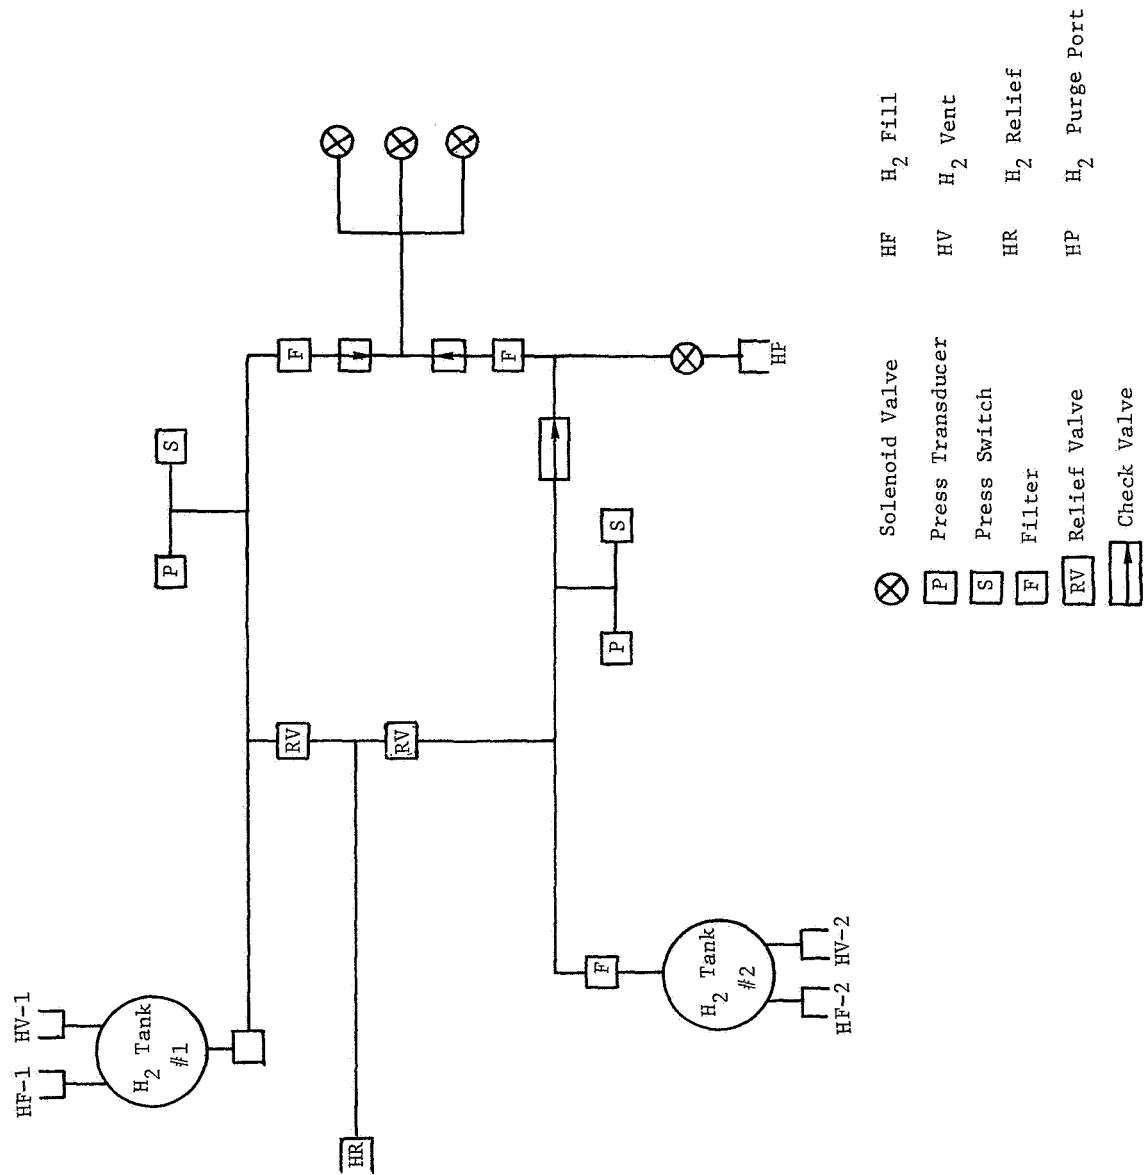 HF-1
HV-1
H2 Tank
#1
HR
RV
RV
P
S
F
F
P
S
F
H2 Tank
#2
HF-2
HV-2
HP
Solenoid Valve
P Press Transducer
S Press Switch
F Filter
RV Relief Valve
Check Valve
HF H2 Fill
HV H2 Vent
HR H2 Relief
HP H2 Purge Port